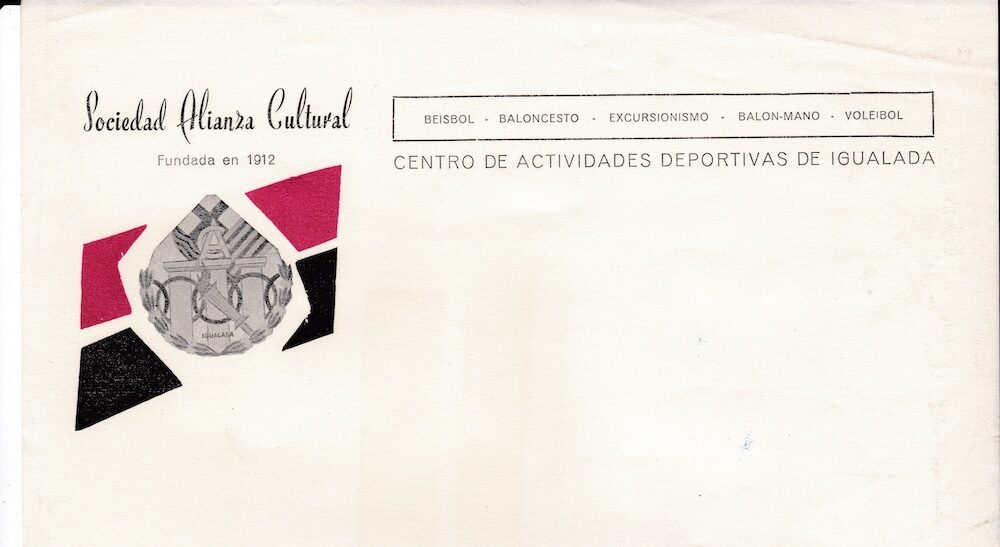 Sociedad Alianza Cultural
Fundada en 1912
IGUALADA
BEISBOL - BALONCESTO - EXCURSIONISMO - BALON-MANO - VOLEIBOL
CENTRO DE ACTIVIDADES DEPORTIVAS DE IGUALADA